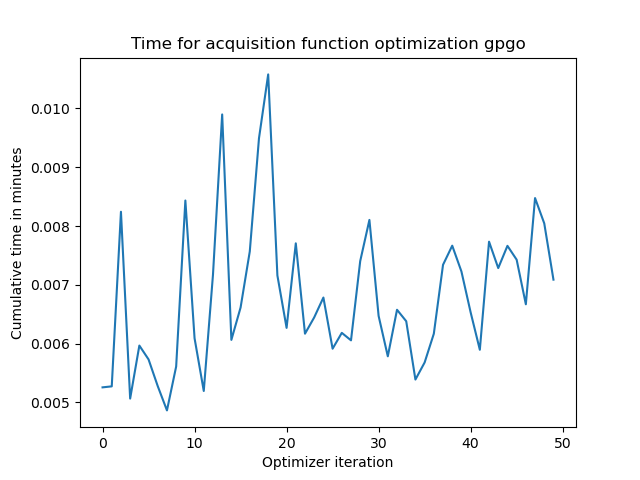 Time for acquisition function optimization gpgo
Cumulative time in minutes
0.010
0.009
0.008
0.007
0.006
0.005
0 10 20 30 40 50
Optimizer iteration